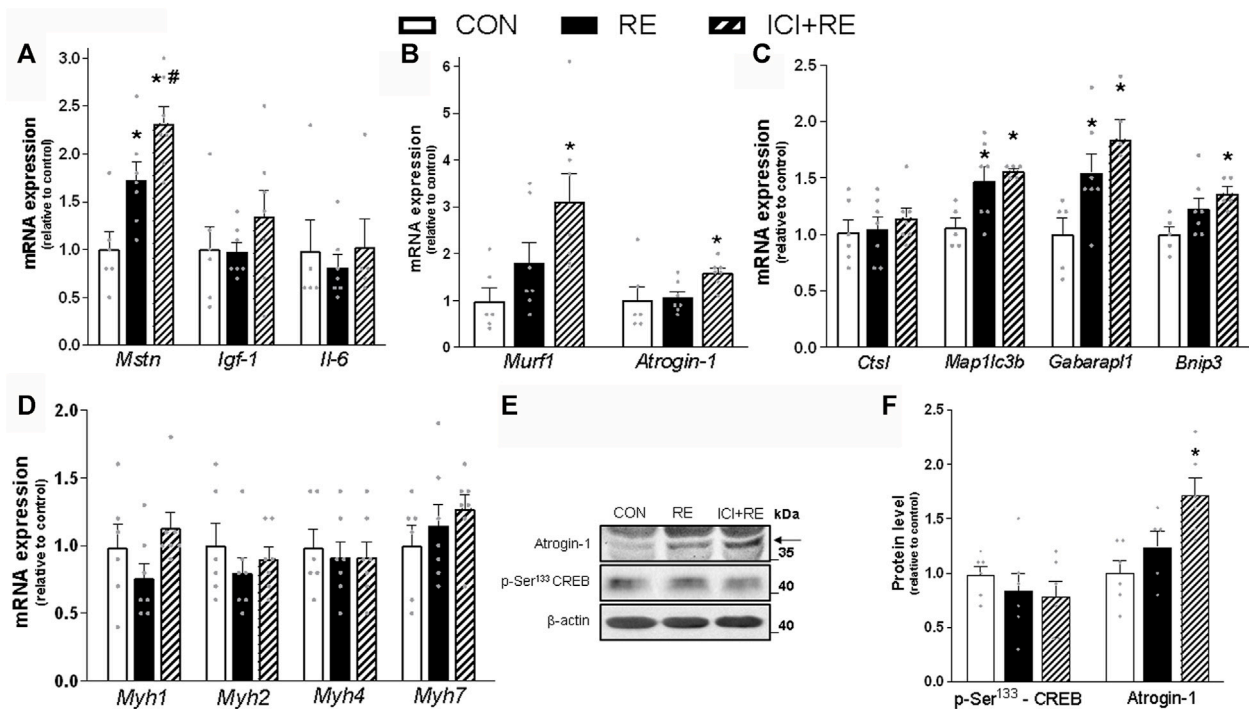 CON RE ICI+RE
A
mRNA expression
(relative to control)
3.0
2.5
2.0
1.5
1.0
0.5
0.0
*
*#
Mstn Igf-1 Il-6
B
mRNA expression
(relative to control)
6
5
4
2
1
0
*
*
Murf1 Atrogin-1
C
mRNA expression
(relative to control)
2.5
2.0
1.5
1.0
0.5
0.0
* *
* *
*
Ctsl Map1lc3b Gabarapl1 Bnip3
D
mRNA expression
(relative to control)
2.0
1.5
1.0
0.5
0.0
Myh1 Myh2 Myh4 Myh7
E
CON RE ICI+RE kDa
Atrogin-1
35
p-Ser¹³³ CREB
40
β-actin
40
F
Protein level
(relative to control)
2.5
2.0
1.5
1.0
0.5
0.0
*
p-Ser¹³³ - CREB Atrogin-1